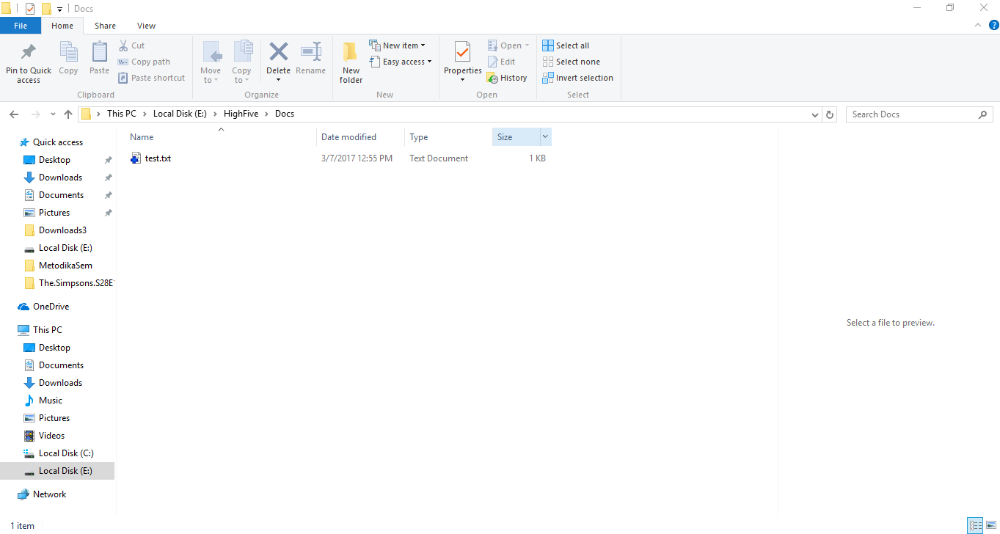 Docs
File Home Share View
Pin to Quick access
Copy
Paste
Cut
Copy path
Paste shortcut
Clipboard
Move to
Copy to
Delete
Rename
Organize
New folder
New item
Easy access
New
Properties
Open
Edit
History
Open
Select all
Select none
Invert selection
Select
This PC Local Disk (E:) HighFive Docs
Search Docs
Quick access
Desktop
Downloads
Documents
Pictures
Downloads3
Local Disk (E:)
MetodikaSem
The.Simpsons.S28E
OneDrive
This PC
Desktop
Documents
Downloads
Music
Pictures
Videos
Local Disk (C:)
Local Disk (E:)
Network
Name Date modified Type Size
test.txt 3/7/2017 12:55 PM Text Document 1 KB
Select a file to preview.
1 item